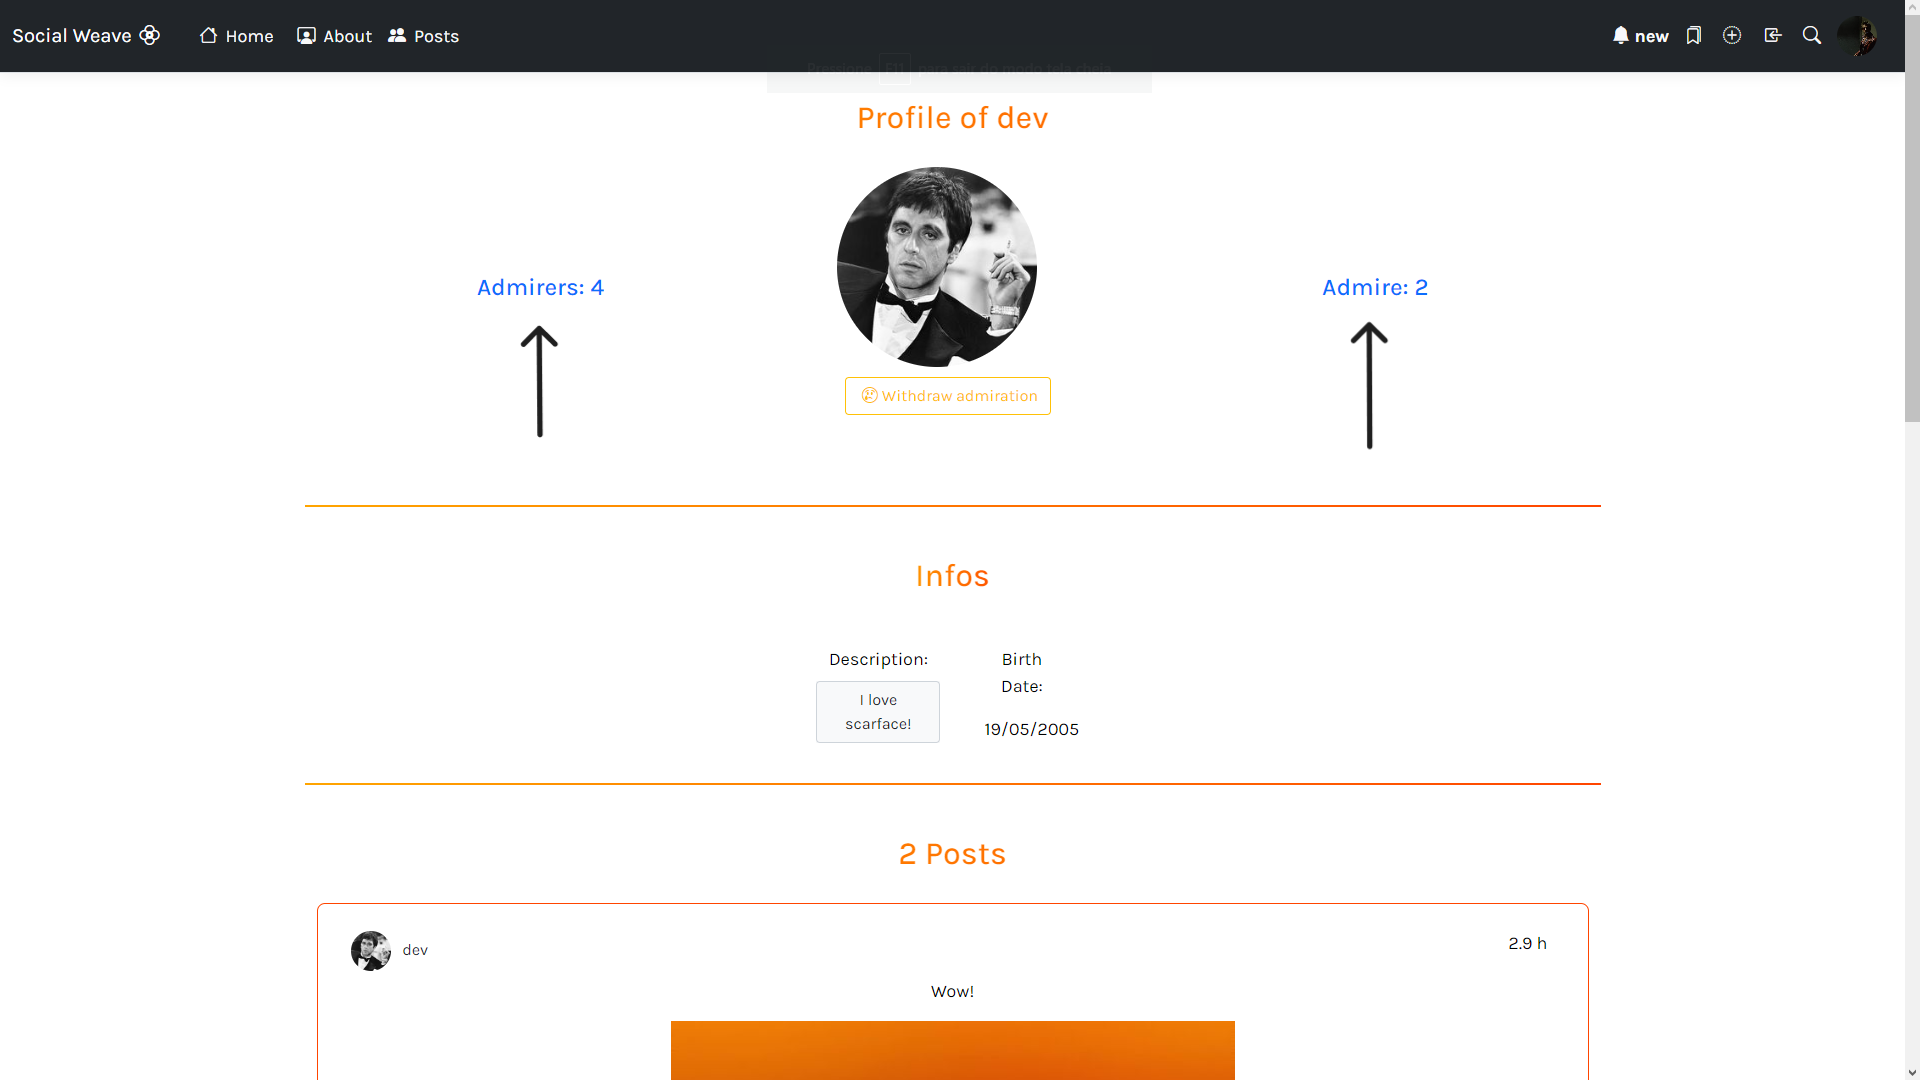 Social Weave
Home
About
Posts
new
Pressione F11 para sair do modo tela cheia
Profile of dev
Admirers: 4
Admire: 2
Withdraw admiration
Infos
Description:
I love
scarface!
Birth
Date:
19/05/2005
2 Posts
dev
2.9 h
Wow!